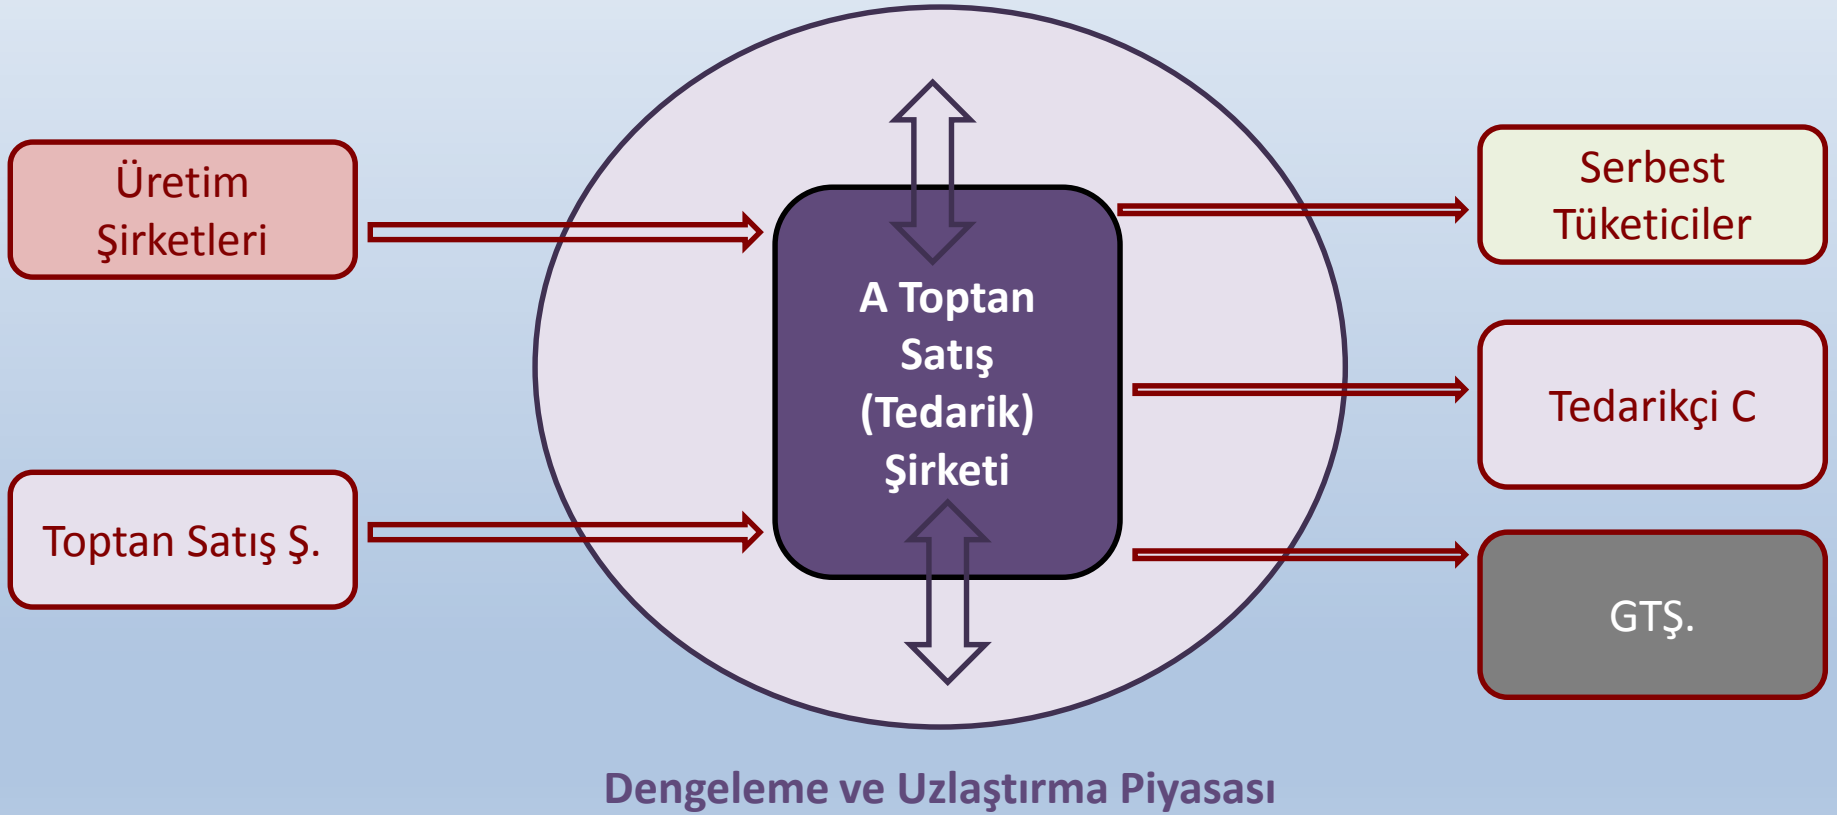 Üretim
Şirketleri
Toptan Satış Ş.
A Toptan
Satış
(Tedarik)
Şirketi
Serbest
Tüketiciler
Tedarikçi C
GTŞ.
Dengeleme ve Uzlaştırma Piyasası